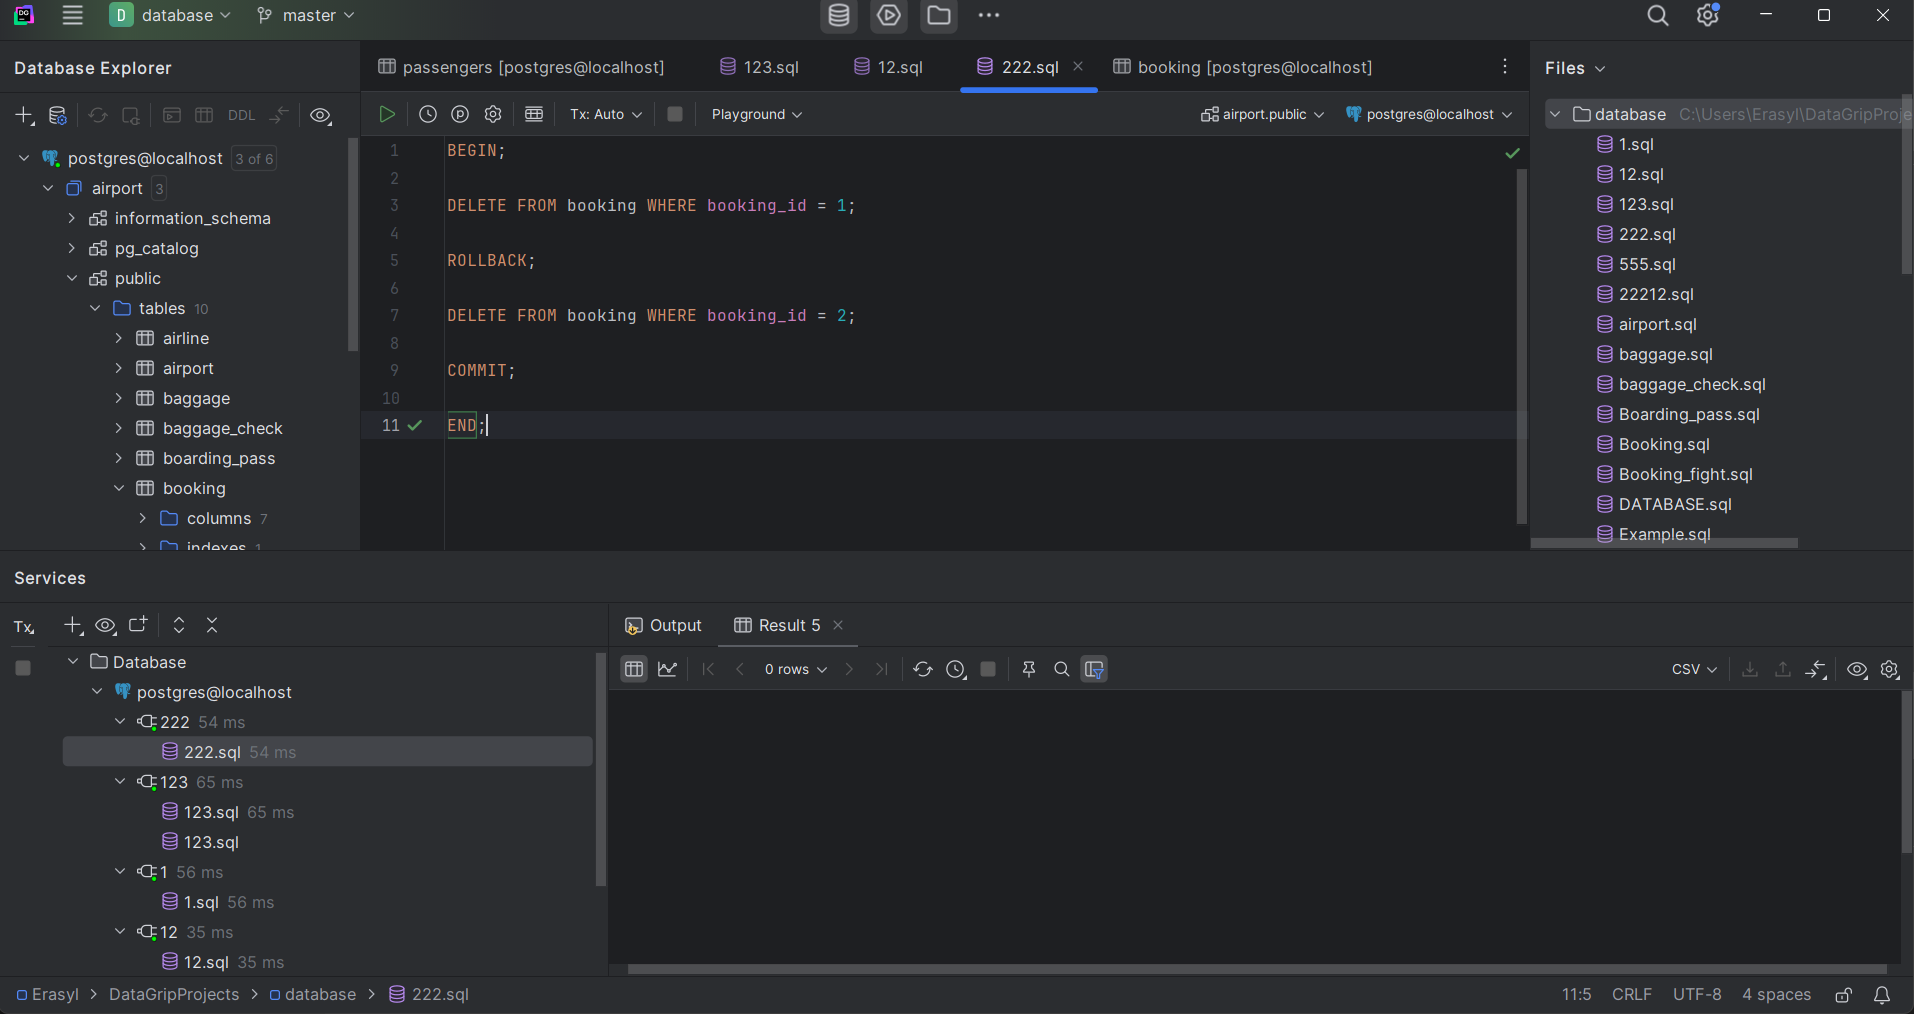 DG
D database master
Database Explorer
passengers [postgres@localhost] 123.sql 12.sql 222.sql booking [postgres@localhost]
Files
DDL
Tx: Auto Playground airport.public postgres@localhost
database C:\Users\Erasyl\DataGripProje
postgres@localhost 3 of 6
airport 3
information_schema
pg_catalog
public
tables 10
airline
airport
baggage
baggage_check
boarding_pass
booking
columns 7
indexes 1
1 BEGIN;
2
3 DELETE FROM booking WHERE booking_id = 1;
4
5 ROLLBACK;
6
7 DELETE FROM booking WHERE booking_id = 2;
8
9 COMMIT;
10
11 END;
1.sql
12.sql
123.sql
222.sql
555.sql
22212.sql
airport.sql
baggage.sql
baggage_check.sql
Boarding_pass.sql
Booking.sql
Booking_fight.sql
DATABASE.sql
Example.sql
Services
Tx
Output Result 5
0 rows CSV
Database
postgres@localhost
222 54 ms
222.sql 54 ms
123 65 ms
123.sql 65 ms
123.sql
1 56 ms
1.sql 56 ms
12 35 ms
12.sql 35 ms
Erasyl > DataGripProjects > database > 222.sql
11:5 CRLF UTF-8 4 spaces